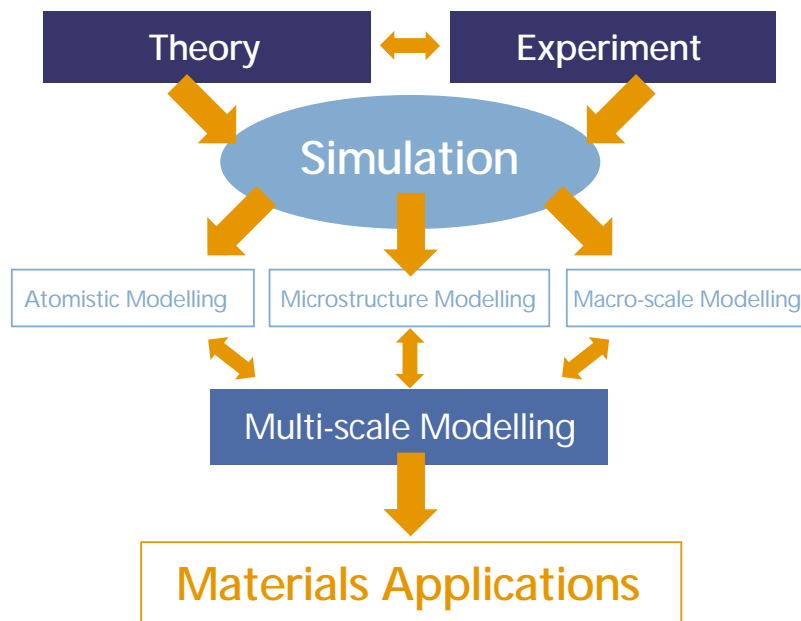 Theory
Experiment
Simulation
Atomistic Modelling
Microstructure Modelling
Macro-scale Modelling
Multi-scale Modelling
Materials Applications